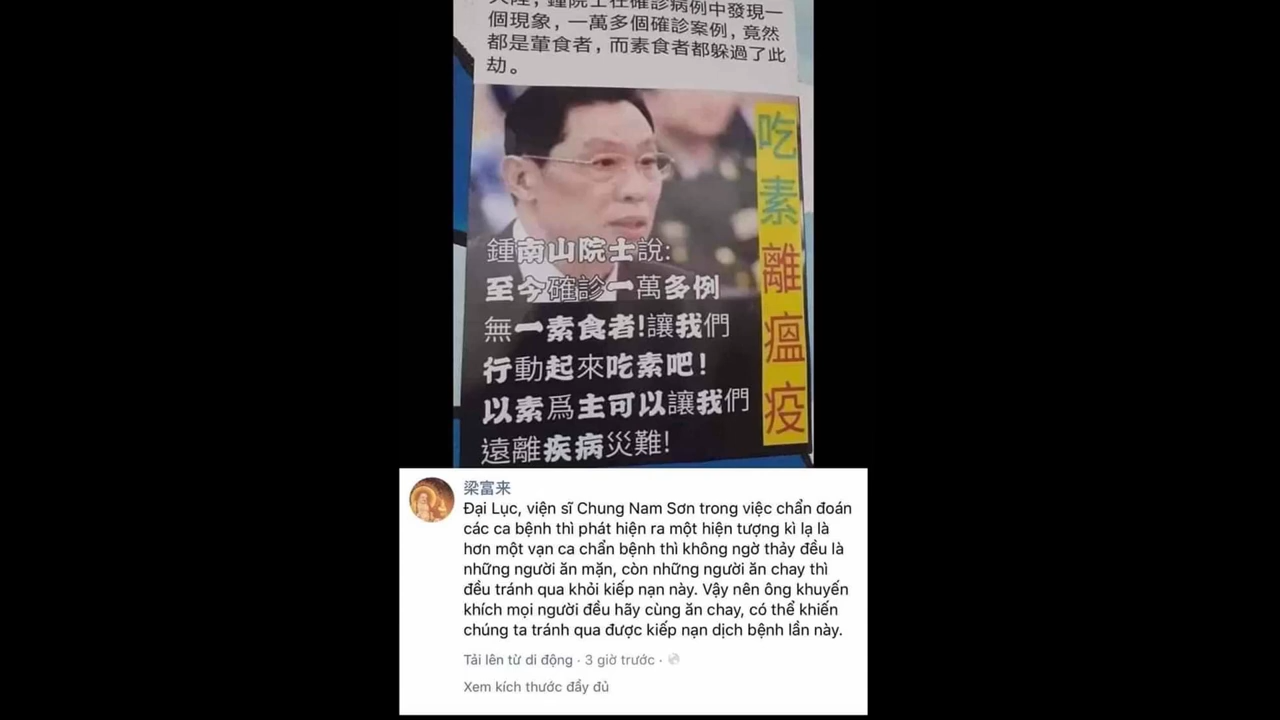 大陸，鍾院士在確診病例中發現一
個現象，一萬多個確診案例，竟然
都是葷食者，而素食者都躲過了此
劫。
吃素離瘟疫
鍾南山院士說:
至今確診一萬多例
無一素食者!讓我們
行動起來吃素吧!
以素爲主可以讓我們
遠離疾病災難!
梁富来
Đại Lục, viện sĩ Chung Nam Sơn trong việc chẩn đoán
các ca bệnh thì phát hiện ra một hiện tượng kì lạ là
hơn một vạn ca chẩn bệnh thì không ngờ thảy đều là
những người ăn mặn, còn những người ăn chay thì
đều tránh qua khỏi kiếp nạn này. Vậy nên ông khuyến
khích mọi người đều hãy cùng ăn chay, có thể khiến
chúng ta tránh qua được kiếp nạn dịch bệnh lần này.
Tải lên từ di động · 3 giờ trước ·
Xem kích thước đầy đủ